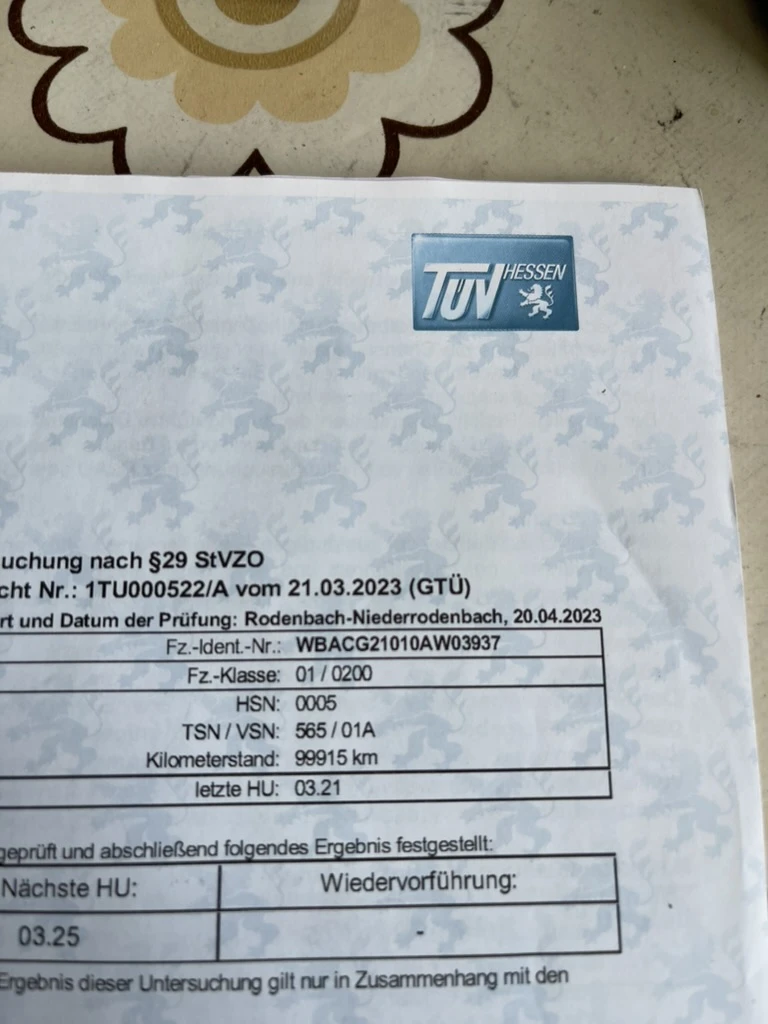 TÜV HESSEN
uchung nach §29 StVZO
cht Nr.: 1TU000522/A vom 21.03.2023 (GTÜ)
rt und Datum der Prüfung: Rodenbach-Niederrodenbach, 20.04.2023
Fz.-Ident.-Nr.: WBACG21010AW03937
Fz.-Klasse: 01 / 0200
HSN: 0005
TSN / VSN: 565 / 01A
Kilometerstand: 99915 km
letzte HU: 03.21
geprüft und abschließend folgendes Ergebnis festgestellt:
Nächste HU: Wiedervorführung:
03.25 -
Ergebnis dieser Untersuchung gilt nur in Zusammenhang mit den